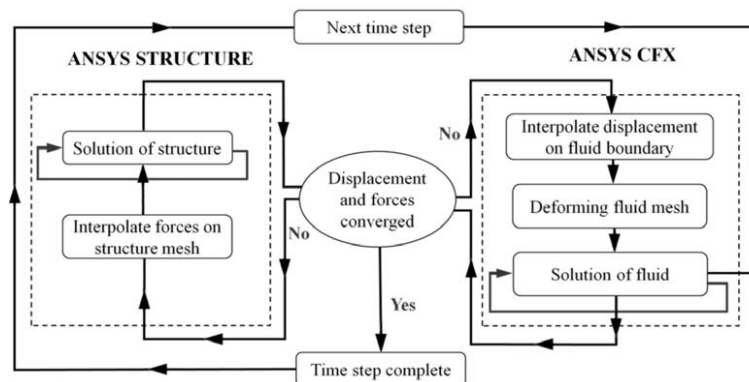 Next time step
ANSYS STRUCTURE
ANSYS CFX
Solution of structure
Interpolate forces on
structure mesh
No
Displacement
and forces
converged
No
Interpolate displacement
on fluid boundary
Deforming fluid mesh
Solution of fluid
Yes
Time step complete